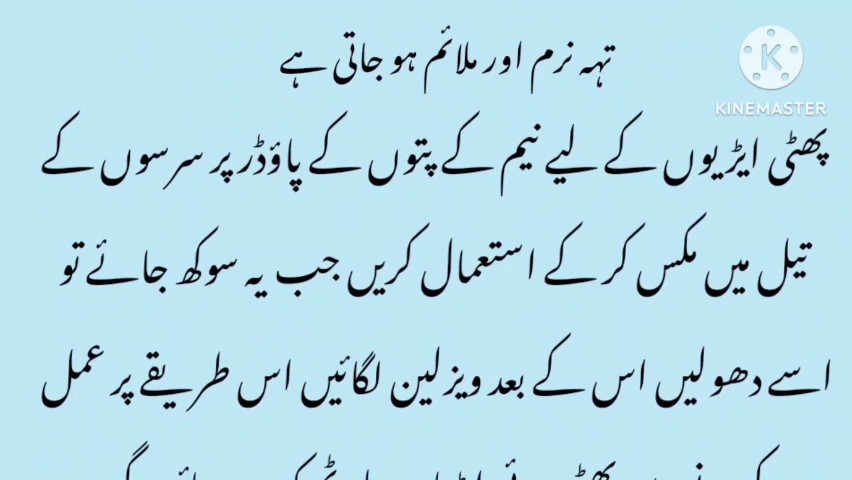 تہہ نرم اور ملائم ہو جاتی ہے
KINEMASTER
پھٹی ایڑیوں کے لیے نیم کے پتوں کے پاؤڈر پر سرسوں کے
تیل میں مکس کر کے استعمال کریں جب یہ سوکھ جائے تو
اسے دھو لیں اس کے بعد ویزلین لگائیں اس طریقے پر عمل